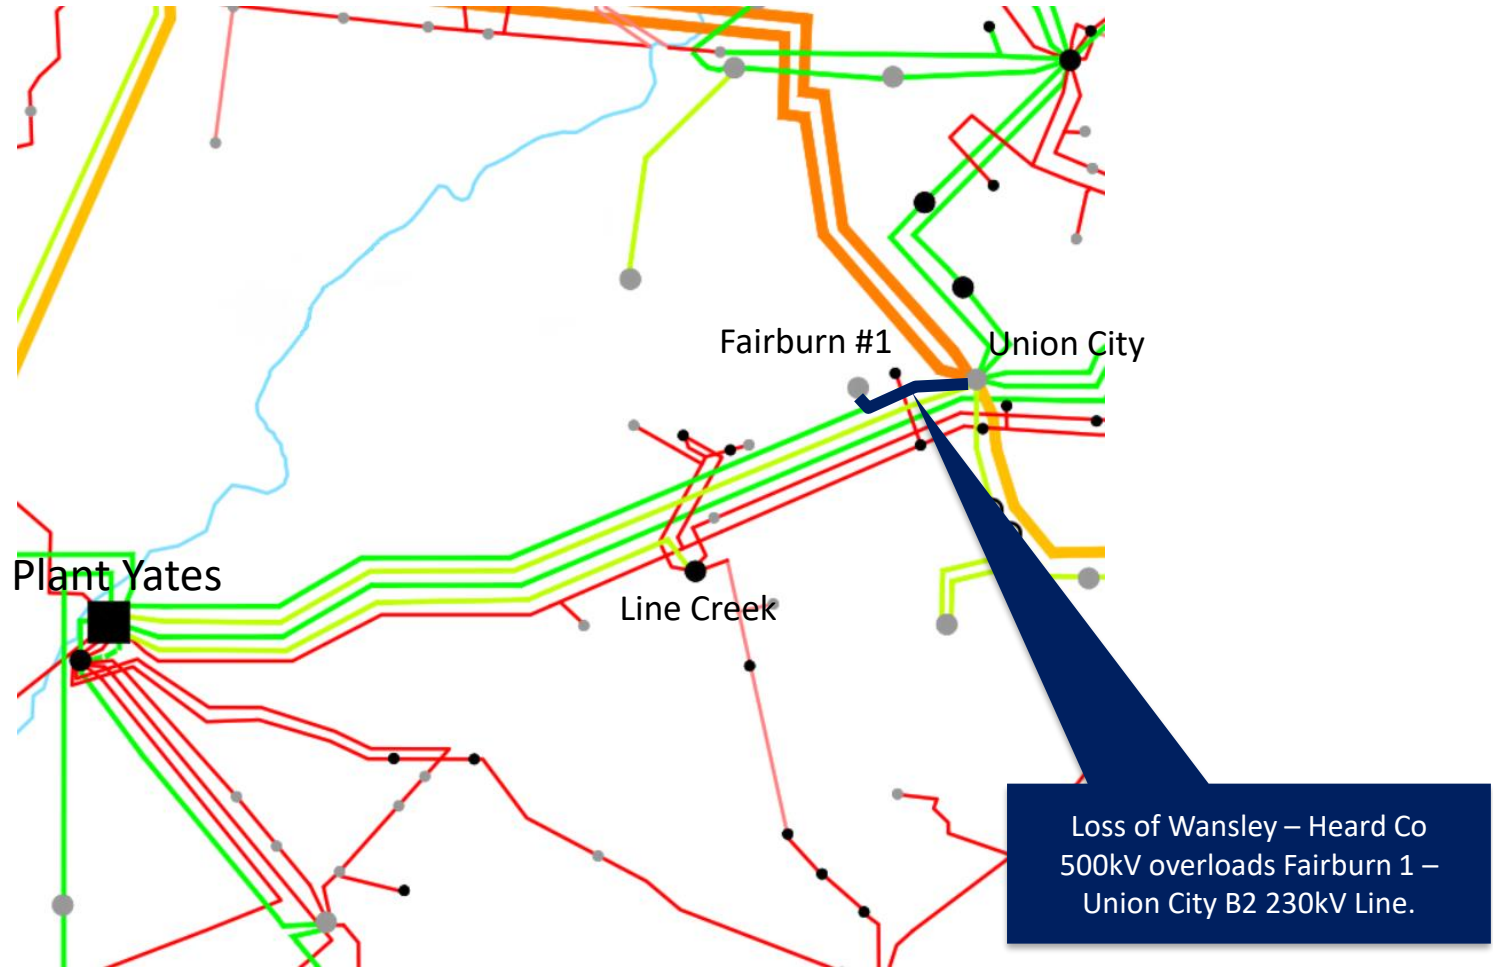 Fairburn #1
Union City
Plant Yates
Line Creek
Loss of Wansley – Heard Co
500kV overloads Fairburn 1 –
Union City B2 230kV Line.